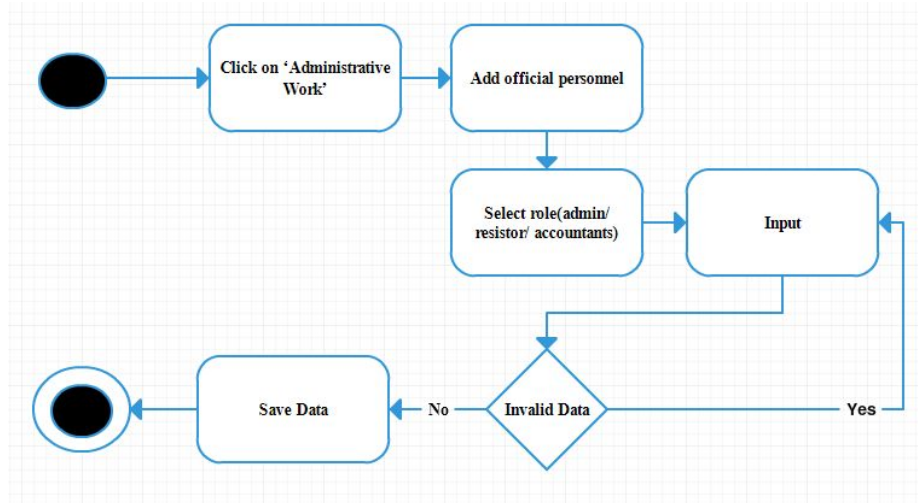 Click on ‘Administrative
Work’
Add official personnel
Select role(admin/
resistor/ accountants)
Input
Invalid Data
Yes
No
Save Data